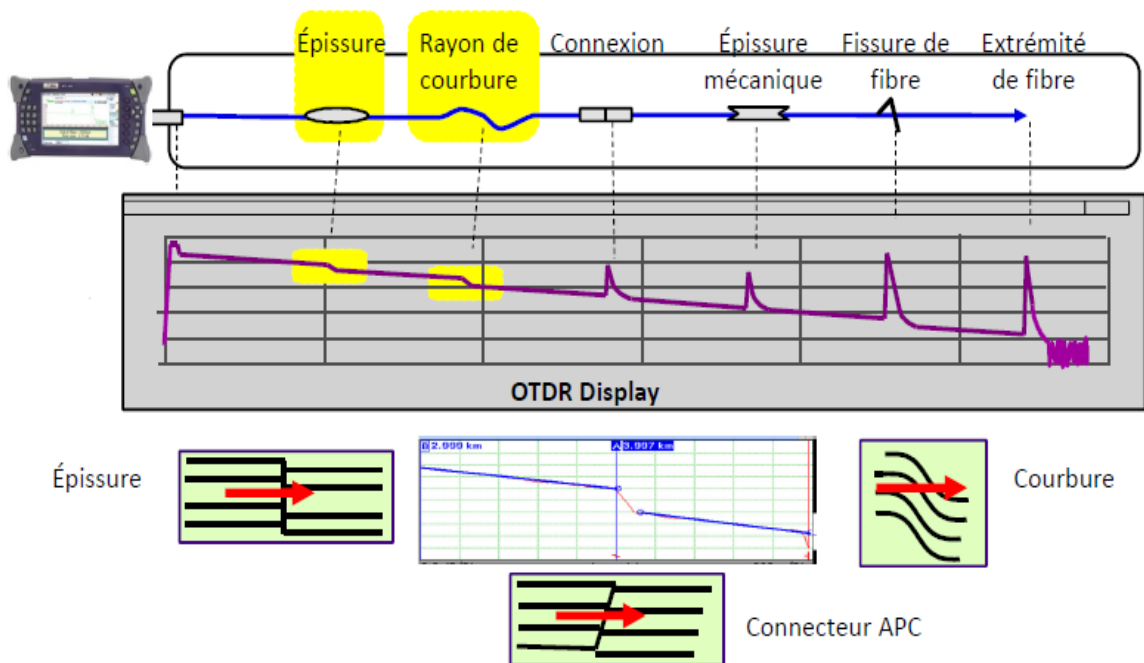 Épissure
Rayon de
courbure
Connexion
Épissure
mécanique
Fissure de
fibre
Extrémité
de fibre
OTDR Display
Épissure
B 2.999 km
A 3.997 km
Courbure
Connecteur APC